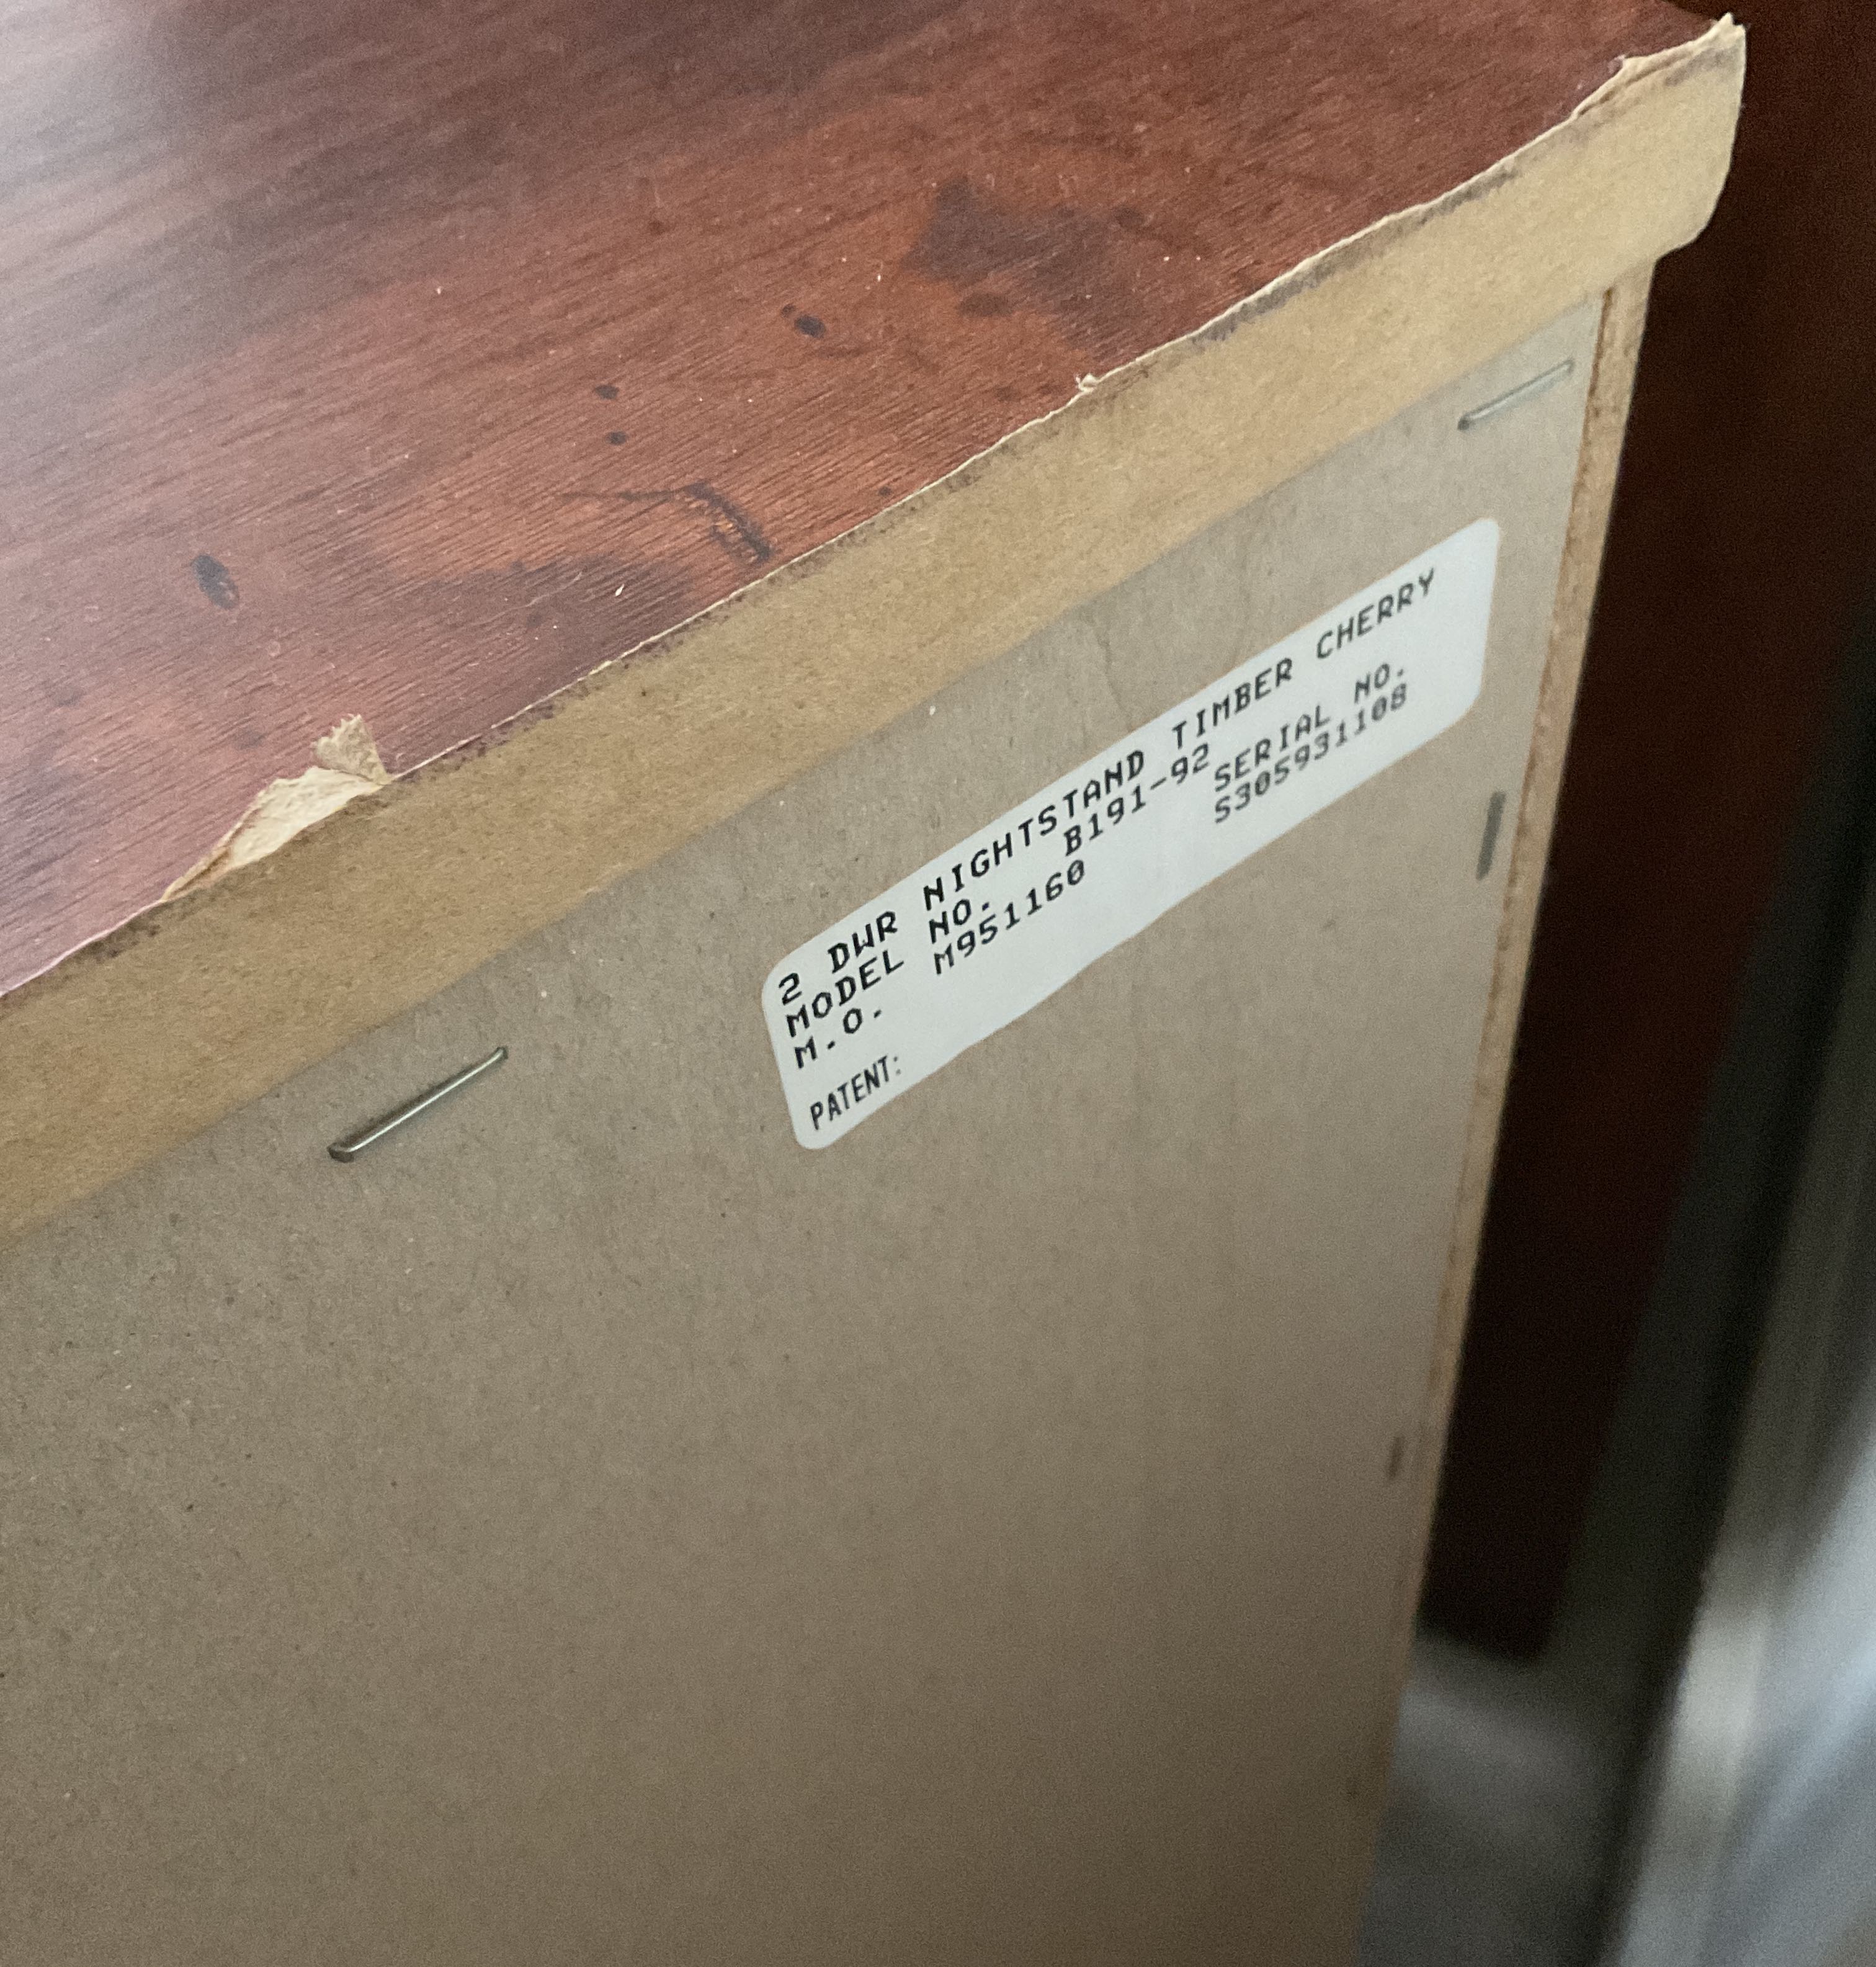 2 DWR NIGHTSTAND TIMBER CHERRY
MODEL NO. B191-92 SERIAL NO.
M.O. M951160 S305931108
PATENT: